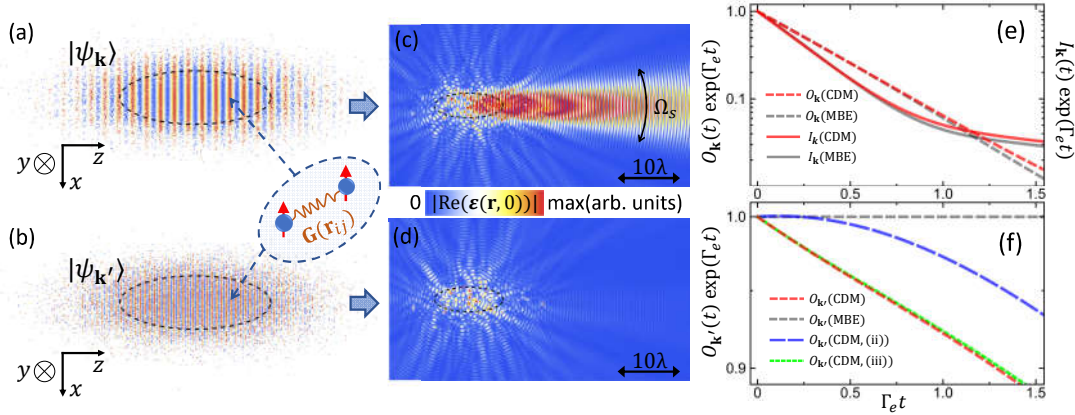 (a)
|ψ𝐤⟩
y ⊗ z
x
(b)
|ψ𝐤′⟩
y ⊗ z
x
G(r_ij)
(c)
Ω_s
10λ
0 |Re(ε(r, 0))| max(arb. units)
(d)
10λ
(e)
O_k(t) exp(Γ_e t)
I_k(t) exp(Γ_e t)
1.0
0.1
O_k(CDM)
O_k(MBE)
I_k(CDM)
I_k(MBE)
0 0.5 1.0 1.5
(f)
O_k′(t) exp(Γ_e t)
1.0
0.9
O_k′(CDM)
O_k′(MBE)
O_k′(CDM, (ii))
O_k′(CDM, (iii))
0 0.5 1.0 1.5
Γ_e t